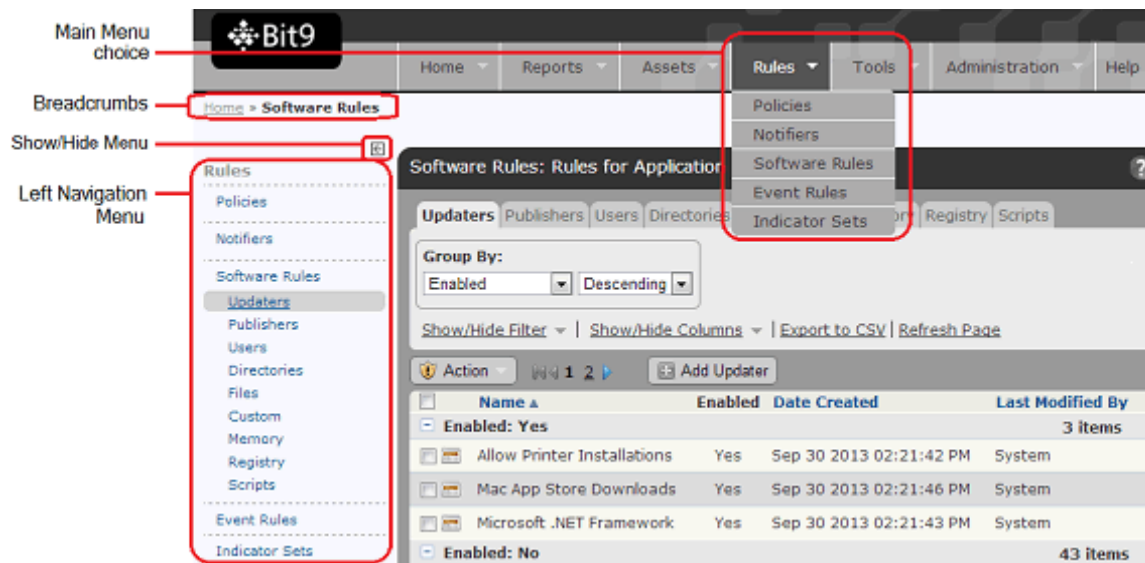 Main Menu choice
Bit9
Home Reports Assets Rules Tools Administration Help
Breadcrumbs
Home » Software Rules
Policies
Notifiers
Software Rules
Event Rules
Indicator Sets
Show/Hide Menu
Left Navigation Menu
Rules
Policies
Notifiers
Software Rules
Updaters
Publishers
Users
Directories
Files
Custom
Memory
Registry
Scripts
Event Rules
Indicator Sets
Software Rules: Rules for Application
?
Updaters Publishers Users Directories Registry Scripts
Group By:
Enabled Descending
Show/Hide Filter | Show/Hide Columns | Export to CSV | Refresh Page
Action 1 2 Add Updater
Name Enabled Date Created Last Modified By
Enabled: Yes 3 items
Allow Printer Installations Yes Sep 30 2013 02:21:42 PM System
Mac App Store Downloads Yes Sep 30 2013 02:21:46 PM System
Microsoft .NET Framework Yes Sep 30 2013 02:21:43 PM System
Enabled: No 43 items